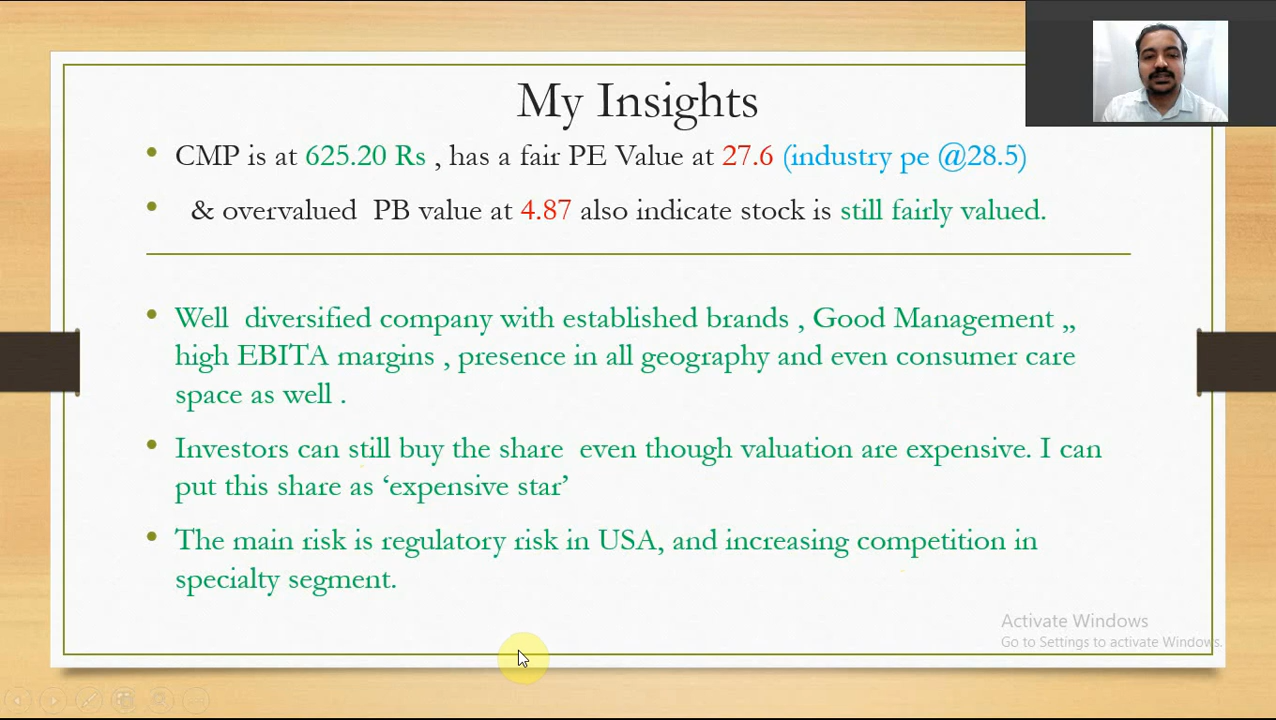 My Insights
CMP is at 625.20 Rs , has a fair PE Value at 27.6 (industry pe @28.5)
& overvalued PB value at 4.87 also indicate stock is still fairly valued.
Well diversified company with established brands , Good Management ,,
high EBITA margins , presence in all geography and even consumer care
space as well .
Investors can still buy the share even though valuation are expensive. I can
put this share as ‘expensive star’
The main risk is regulatory risk in USA, and increasing competition in
specialty segment.
Activate Windows
Go to Settings to activate Windows.